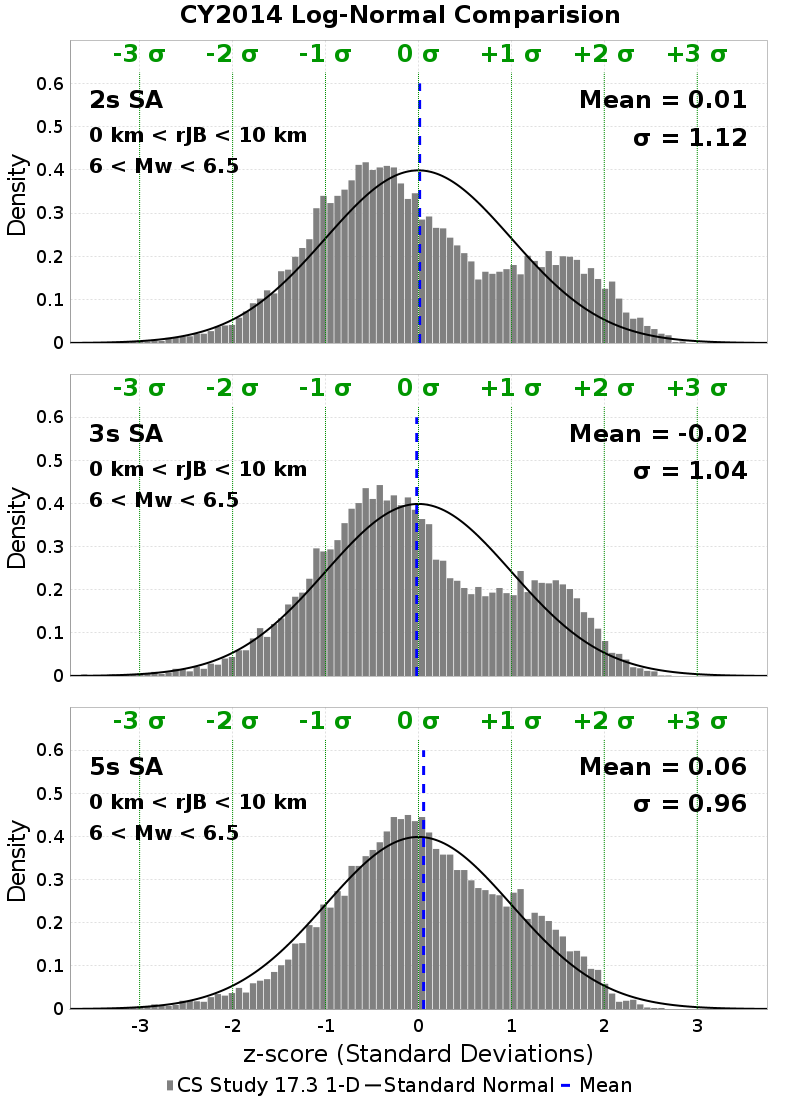 CY2014 Log-Normal Comparision
-3 σ -2 σ -1 σ 0 σ +1 σ +2 σ +3 σ
0.6
2s SA Mean = 0.01
0.5
0 km < rJB < 10 km σ = 1.12
6 < Mw < 6.5
0.4
Density
0.3
0.2
0.1
0
-3 σ -2 σ -1 σ 0 σ +1 σ +2 σ +3 σ
0.6
3s SA Mean = -0.02
0.5
0 km < rJB < 10 km σ = 1.04
6 < Mw < 6.5
0.4
Density
0.3
0.2
0.1
0
-3 σ -2 σ -1 σ 0 σ +1 σ +2 σ +3 σ
0.6
5s SA Mean = 0.06
0.5
0 km < rJB < 10 km σ = 0.96
6 < Mw < 6.5
0.4
Density
0.3
0.2
0.1
0
-3 -2 -1 0 1 2 3
z-score (Standard Deviations)
CS Study 17.3 1-D Standard Normal Mean